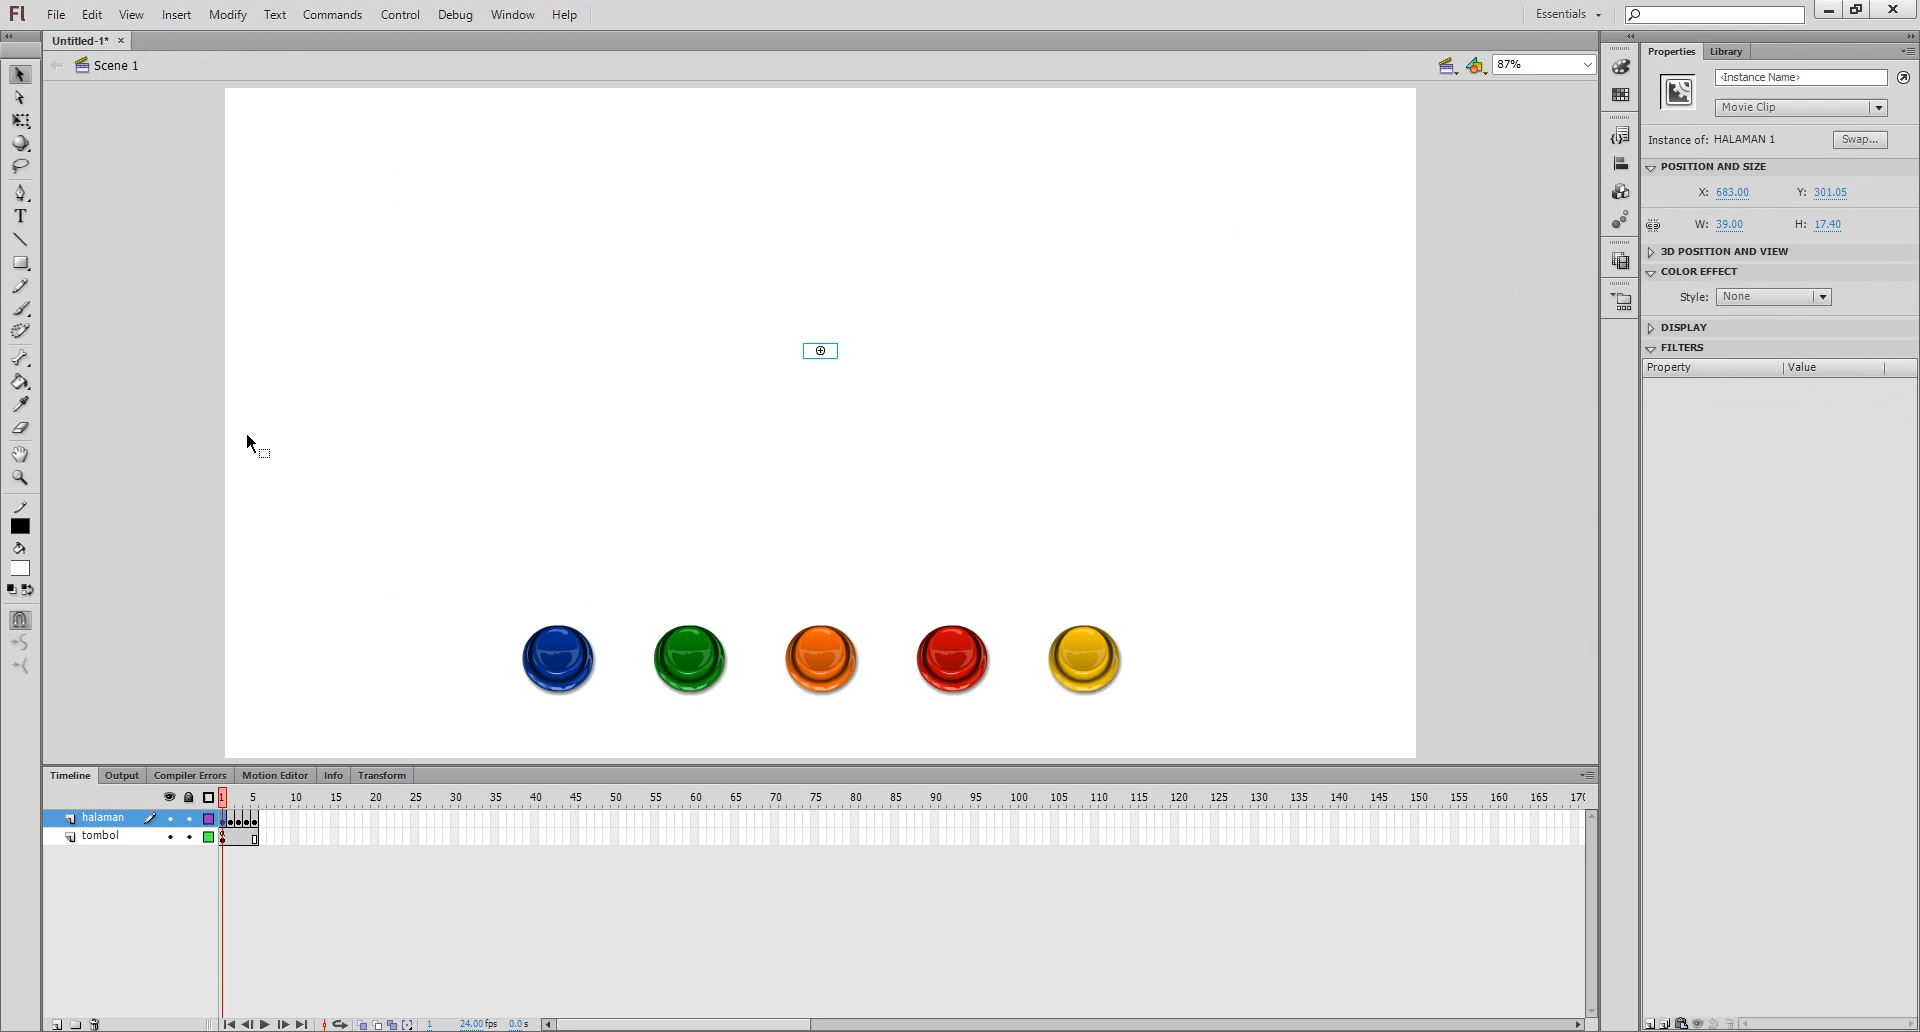 Fl File Edit View Insert Modify Text Commands Control Debug Window Help Essentials
Untitled-1* ×
Scene 1 87%
Properties Library
<Instance Name>
Movie Clip
Instance of: HALAMAN 1 Swap...
POSITION AND SIZE
X: 683.00 Y: 301.05
W: 39.00 H: 17.40
3D POSITION AND VIEW
COLOR EFFECT
Style: None
DISPLAY
FILTERS
Property Value
T
Timeline Output Compiler Errors Motion Editor Info Transform
1 5 10 15 20 25 30 35 40 45 50 55 60 65 70 75 80 85 90 95 100 105 110 115 120 125 130 135 140 145 150 155 160 165 170
halaman
tombol
a
1 24.00 fps 0.0 s